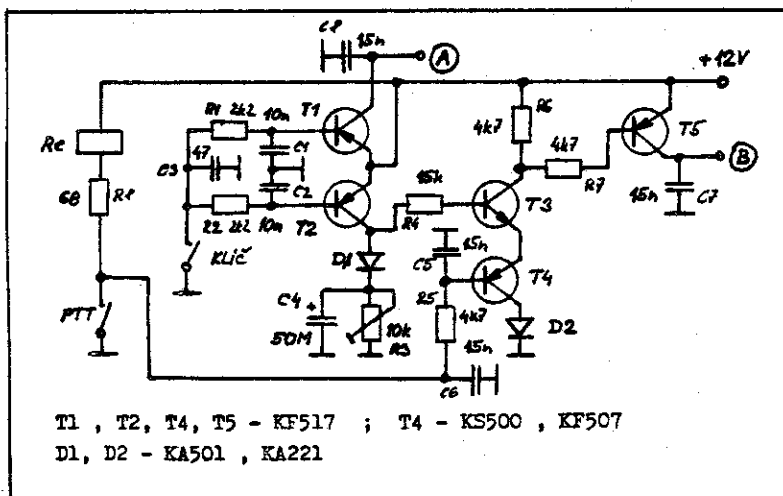 C8
15n
A
+12V
R1 2k2
10n
T1
R6
4k7
4k7
T5
Re
C1
C3
47
R7
B
15n
C7
68
R8
C2
15k
R2 2k2
10n
T2
R4
T3
KLÍČ
D1
15n
C5
T4
PTT
C4
+
50M
10k
R3
R5
4k7
D2
15n
C6
T1 , T2, T4, T5 - KF517 ; T4 - KS500 , KF507
D1, D2 - KA501 , KA221